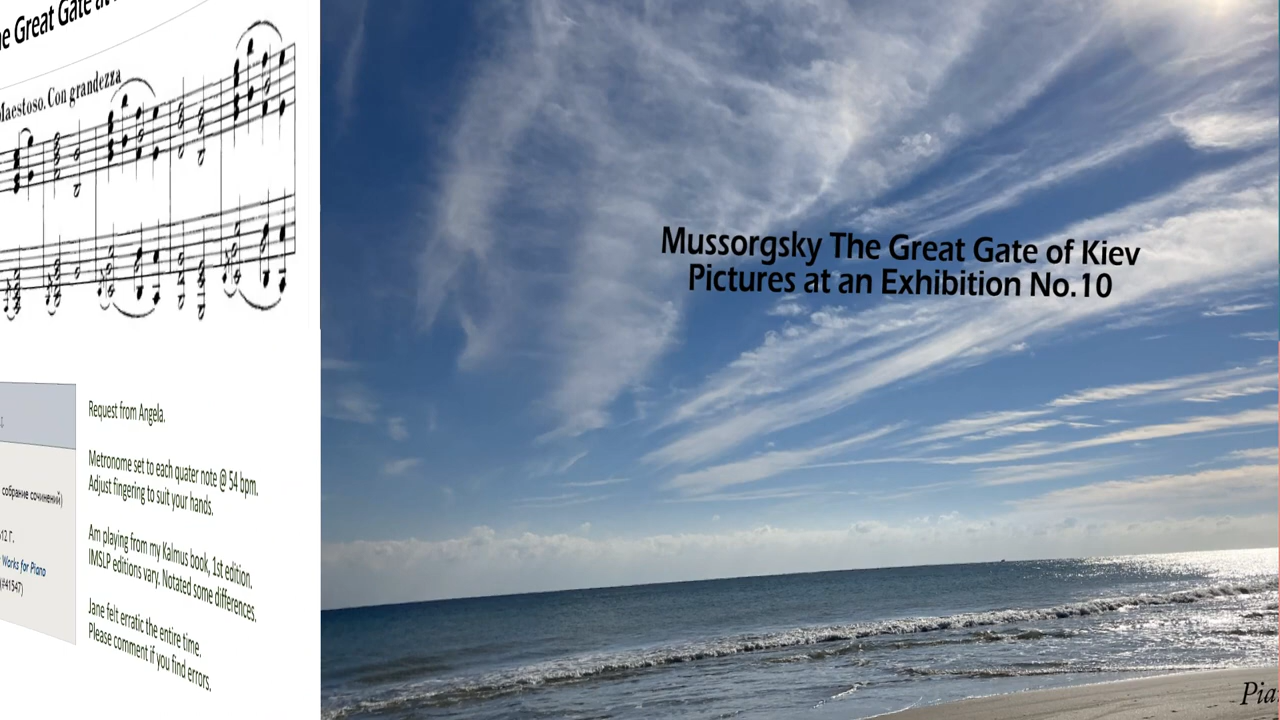 he Great Gate at
Maestoso. Con grandezza
собрание сочинений)
Works for Piano
(#41547)
Request from Angela.
Metronome set to each quater note @ 54 bpm.
Adjust fingering to suit your hands.
Am playing from my Kalmus book, 1st edition.
IMSLP editions vary. Notated some differences.
Jane felt erratic the entire time.
Please comment if you find errors.
Mussorgsky The Great Gate of Kiev
Pictures at an Exhibition No.10